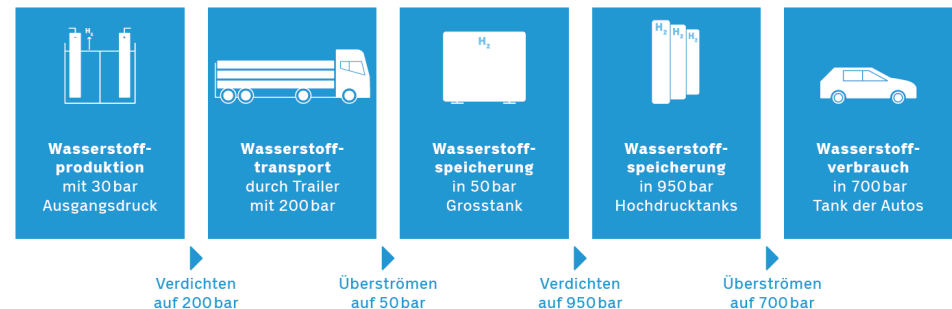 H₂
Wasserstoff-
produktion
mit 30 bar
Ausgangsdruck
Wasserstoff-
transport
durch Trailer
mit 200 bar
H₂
Wasserstoff-
speicherung
in 50 bar
Grosstank
H₂
H₂
H₂
Wasserstoff-
speicherung
in 950 bar
Hochdrucktanks
Wasserstoff-
verbrauch
in 700 bar
Tank der Autos
Verdichten
auf 200 bar
Überströmen
auf 50 bar
Verdichten
auf 950 bar
Überströmen
auf 700 bar